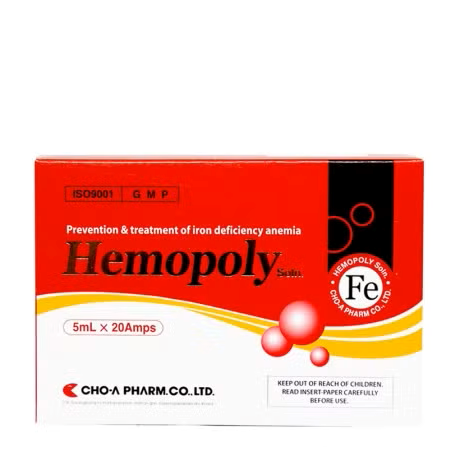 ISO9001 G M P
Prevention & treatment of iron deficiency anemia
Hemopoly Soln.
HEMOPOLY Soln.
Fe
CHO-A PHARM CO., LTD.
5mL × 20Amps
CHO-A PHARM.CO.,LTD.
KEEP OUT OF REACH OF CHILDREN.
READ INSERT-PAPER CAREFULLY
BEFORE USE.